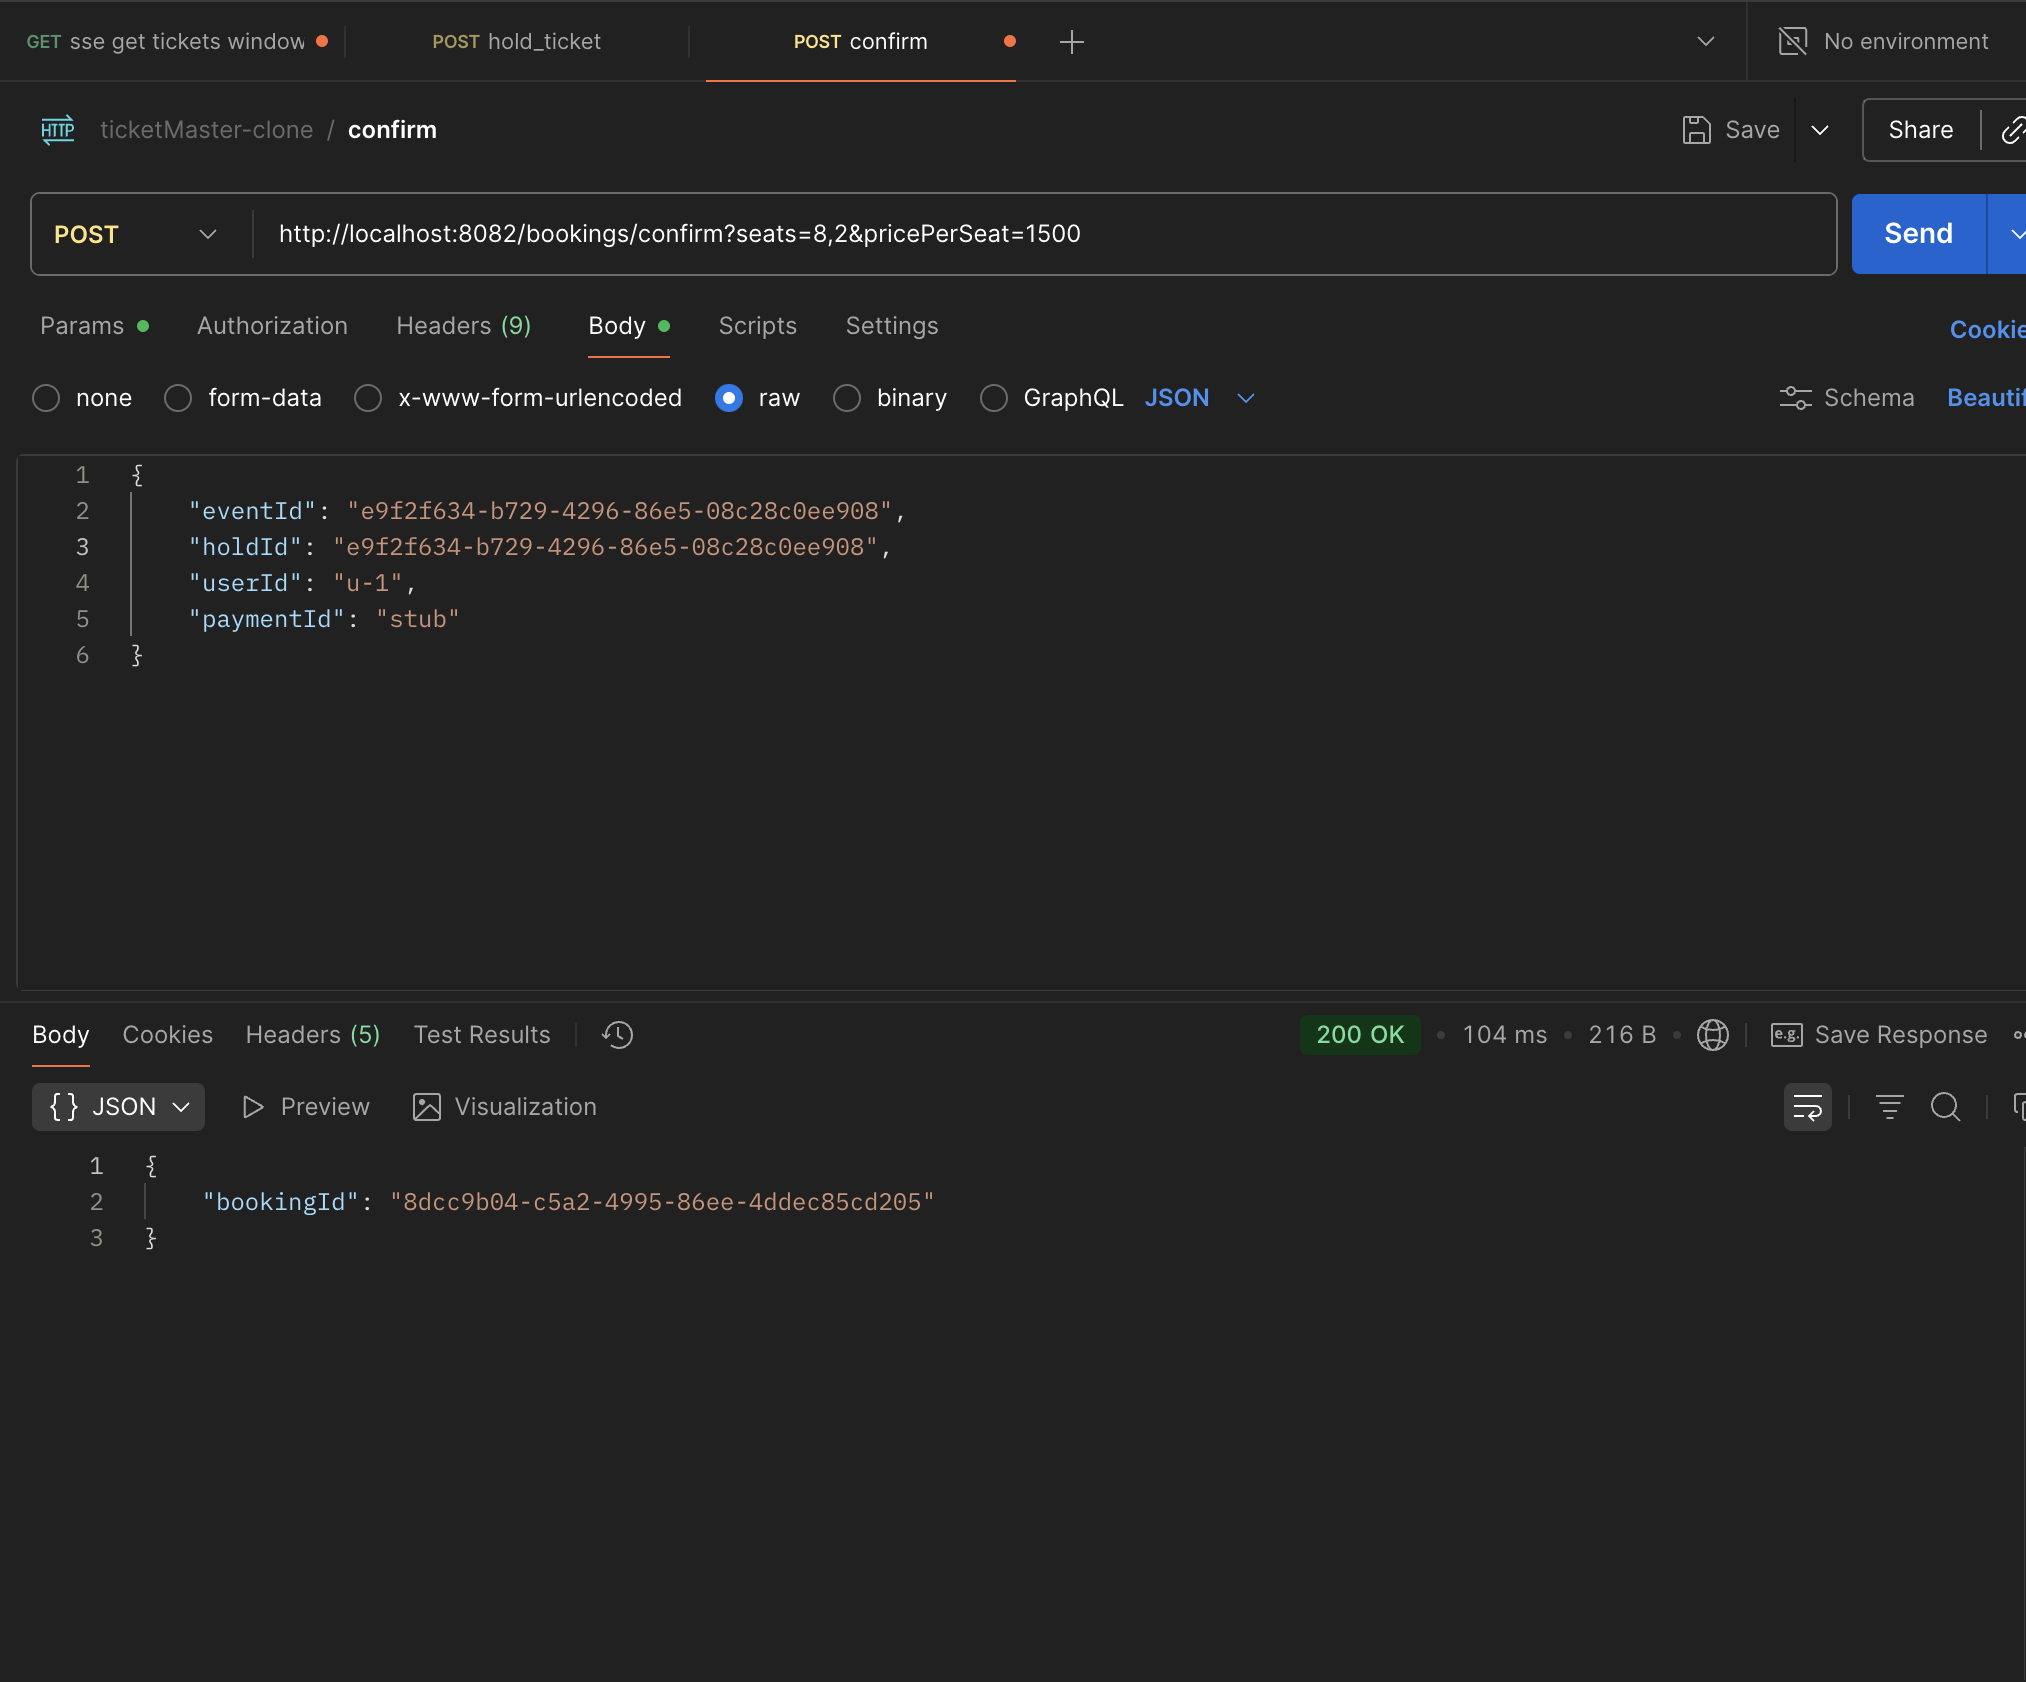 GET sse get tickets window
POST hold_ticket
POST confirm
No environment
HTTP ticketMaster-clone / confirm
Save
Share
POST
http://localhost:8082/bookings/confirm?seats=8,2&pricePerSeat=1500
Send
Params
Authorization
Headers (9)
Body
Scripts
Settings
Cookie
none
form-data
x-www-form-urlencoded
raw
binary
GraphQL
JSON
Schema
Beautif
1 {
2 "eventId": "e9f2f634-b729-4296-86e5-08c28c0ee908",
3 "holdId": "e9f2f634-b729-4296-86e5-08c28c0ee908",
4 "userId": "u-1",
5 "paymentId": "stub"
6 }
Body
Cookies
Headers (5)
Test Results
200 OK
104 ms
216 B
e.g. Save Response
{ } JSON
Preview
Visualization
1 {
2 "bookingId": "8dcc9b04-c5a2-4995-86ee-4ddec85cd205"
3 }